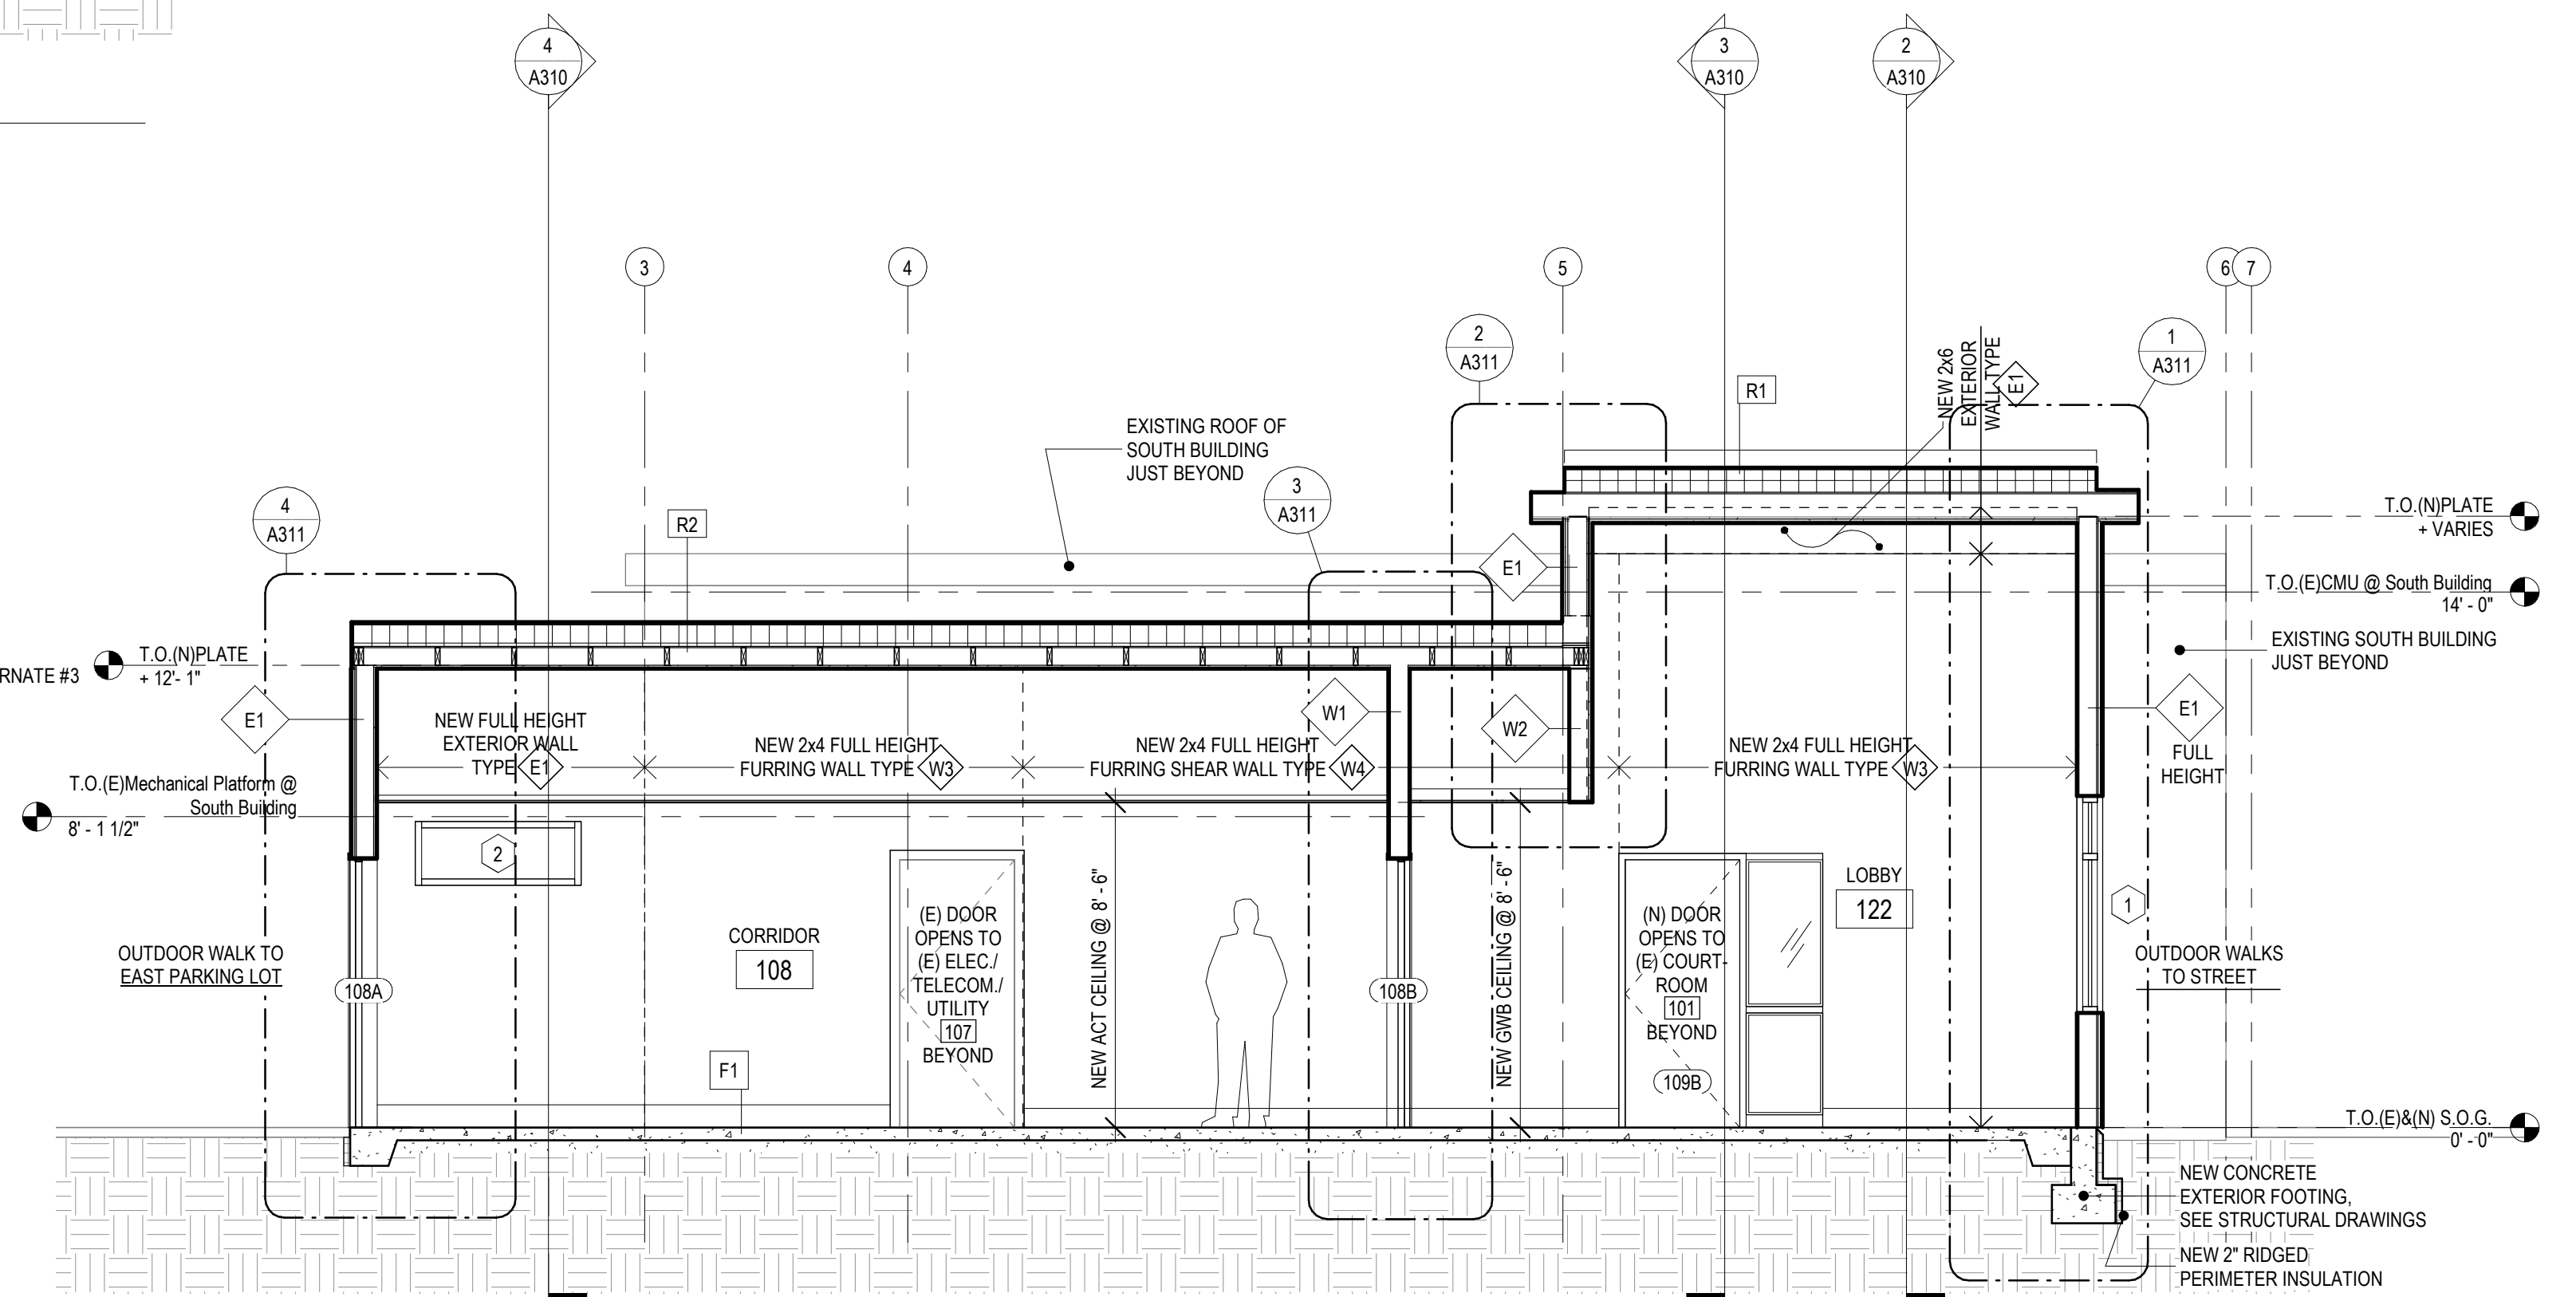 4
A310
3
A310
2
A310
3
4
5
6
7
2
A311
1
A311
NEW 2x6
EXTERIOR
WALL TYPE
E1
R1
EXISTING ROOF OF
SOUTH BUILDING
JUST BEYOND
3
A311
4
A311
R2
T.O.(N)PLATE
+ VARIES
E1
T.O.(E)CMU @ South Building
14' - 0"
EXISTING SOUTH BUILDING
JUST BEYOND
RNATE #3
T.O.(N)PLATE
+ 12'- 1"
E1
NEW FULL HEIGHT
EXTERIOR WALL
TYPE E1
NEW 2x4 FULL HEIGHT
FURRING WALL TYPE W3
NEW 2x4 FULL HEIGHT
FURRING SHEAR WALL TYPE W4
W1
W2
NEW 2x4 FULL HEIGHT
FURRING WALL TYPE W3
E1
FULL
HEIGHT
T.O.(E)Mechanical Platform @
South Building
8' - 1 1/2"
2
OUTDOOR WALK TO
EAST PARKING LOT
108A
CORRIDOR
108
F1
(E) DOOR
OPENS TO
(E) ELEC./
TELECOM./
UTILITY
107
BEYOND
NEW ACT CEILING @ 8' - 6"
108B
NEW GWB CEILING @ 8' - 6"
(N) DOOR
OPENS TO
(E) COURT-
ROOM
101
BEYOND
109B
LOBBY
122
1
OUTDOOR WALKS
TO STREET
T.O.(E)&(N) S.O.G.
0' - 0"
NEW CONCRETE
EXTERIOR FOOTING,
SEE STRUCTURAL DRAWINGS
NEW 2" RIDGED
PERIMETER INSULATION